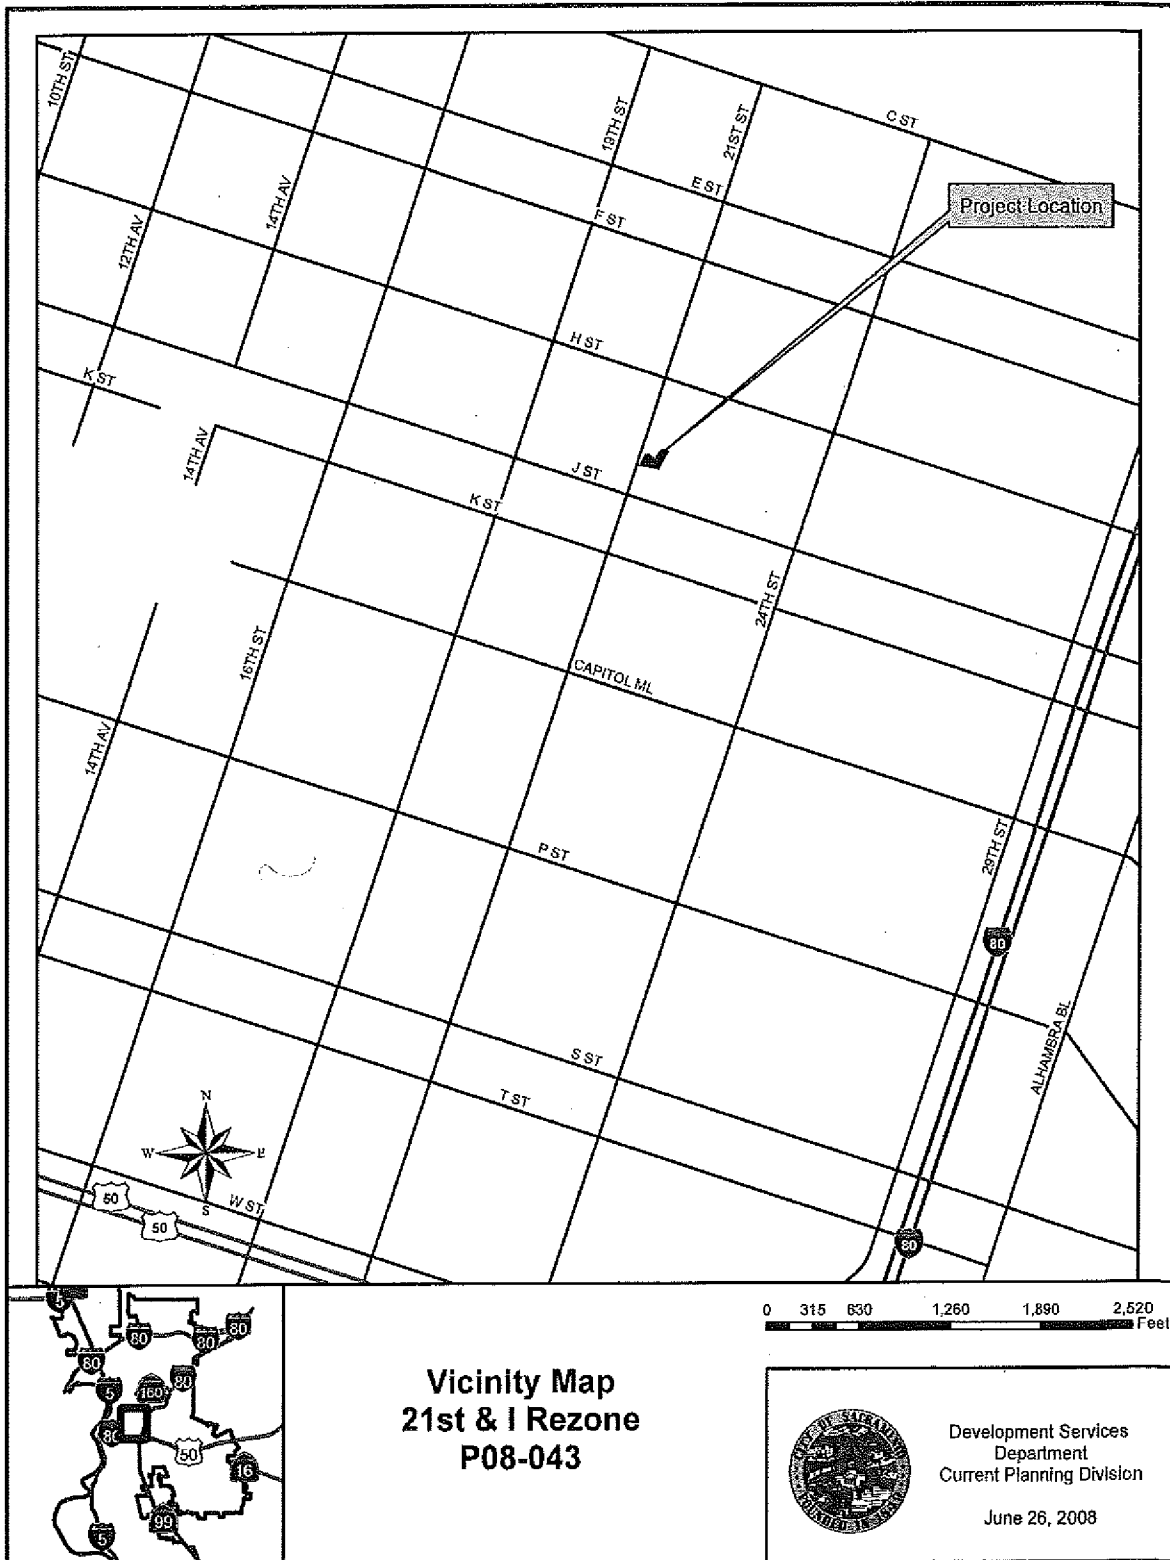 10TH ST
12TH AV
14TH AV
19TH ST
21ST ST
C ST
E ST
F ST
Project Location
H ST
K ST
14TH AV
J ST
K ST
24TH ST
16TH ST
CAPITOL ML
14TH AV
P ST
29TH ST
80
ALHAMBRA BL
S ST
T ST
N
W
E
S
W ST
50
50
80
0 315 630 1,260 1,890 2,520
Feet
5
80
80
80
80
160
80
5
80
50
16
99
5
Vicinity Map
21st & I Rezone
P08-043
CITY OF SACRAMENTO
Development Services
Department
Current Planning Division
June 26, 2008